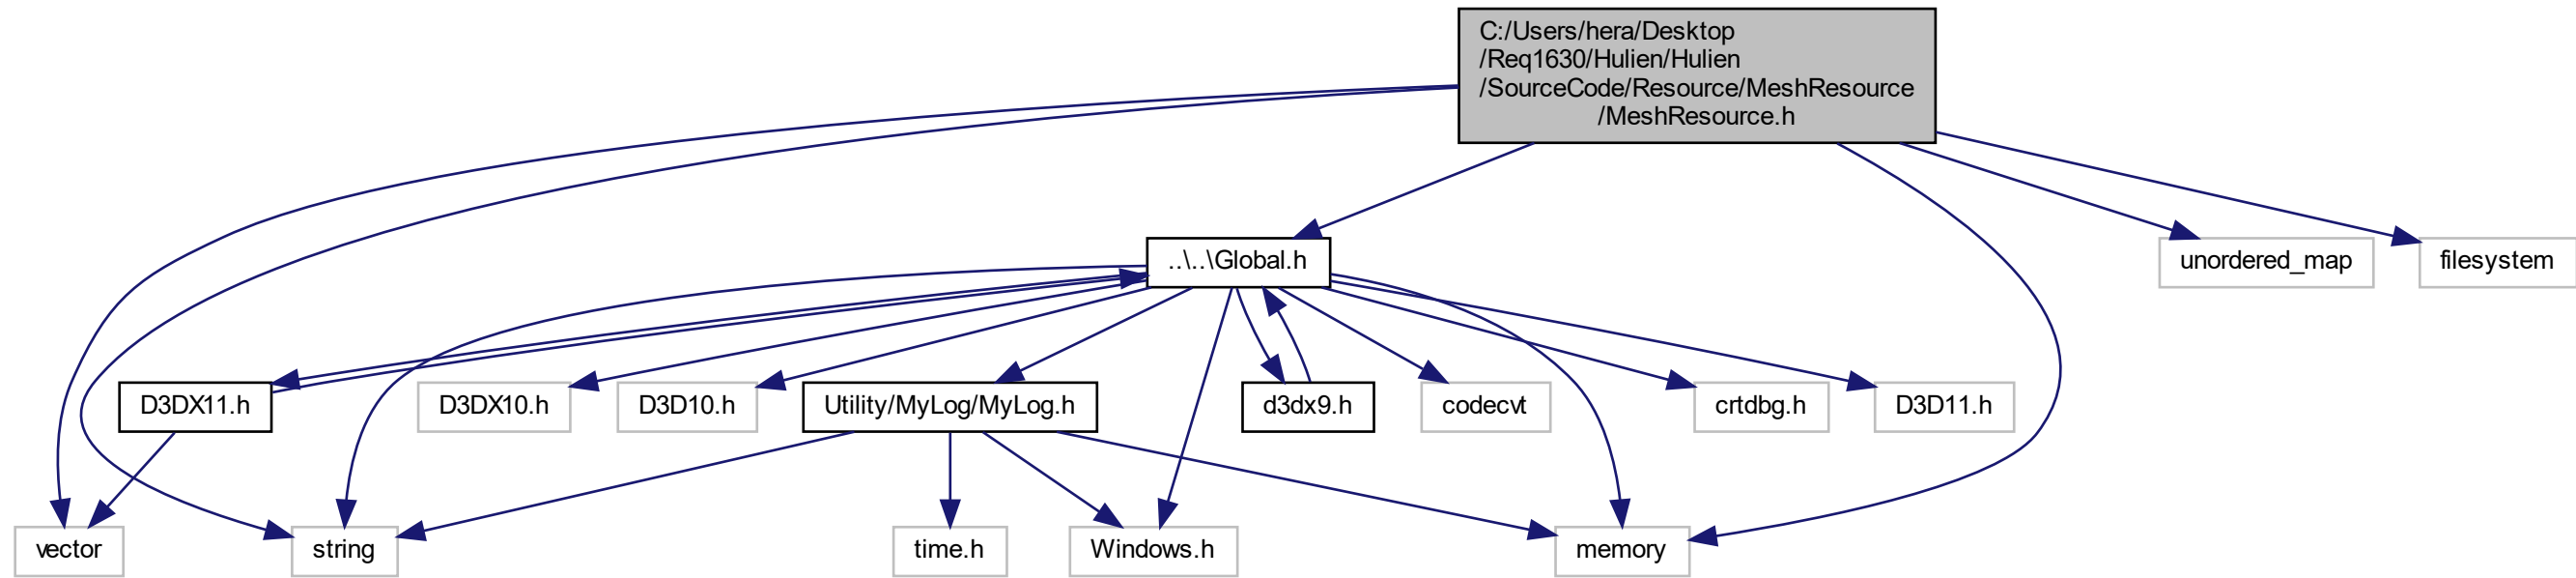 C:/Users/hera/Desktop
/Req1630/Hulien/Hulien
/SourceCode/Resource/MeshResource
/MeshResource.h
..\..\Global.h
unordered_map
filesystem
D3DX11.h
D3DX10.h
D3D10.h
Utility/MyLog/MyLog.h
d3dx9.h
codecvt
crtdbg.h
D3D11.h
vector
string
time.h
Windows.h
memory